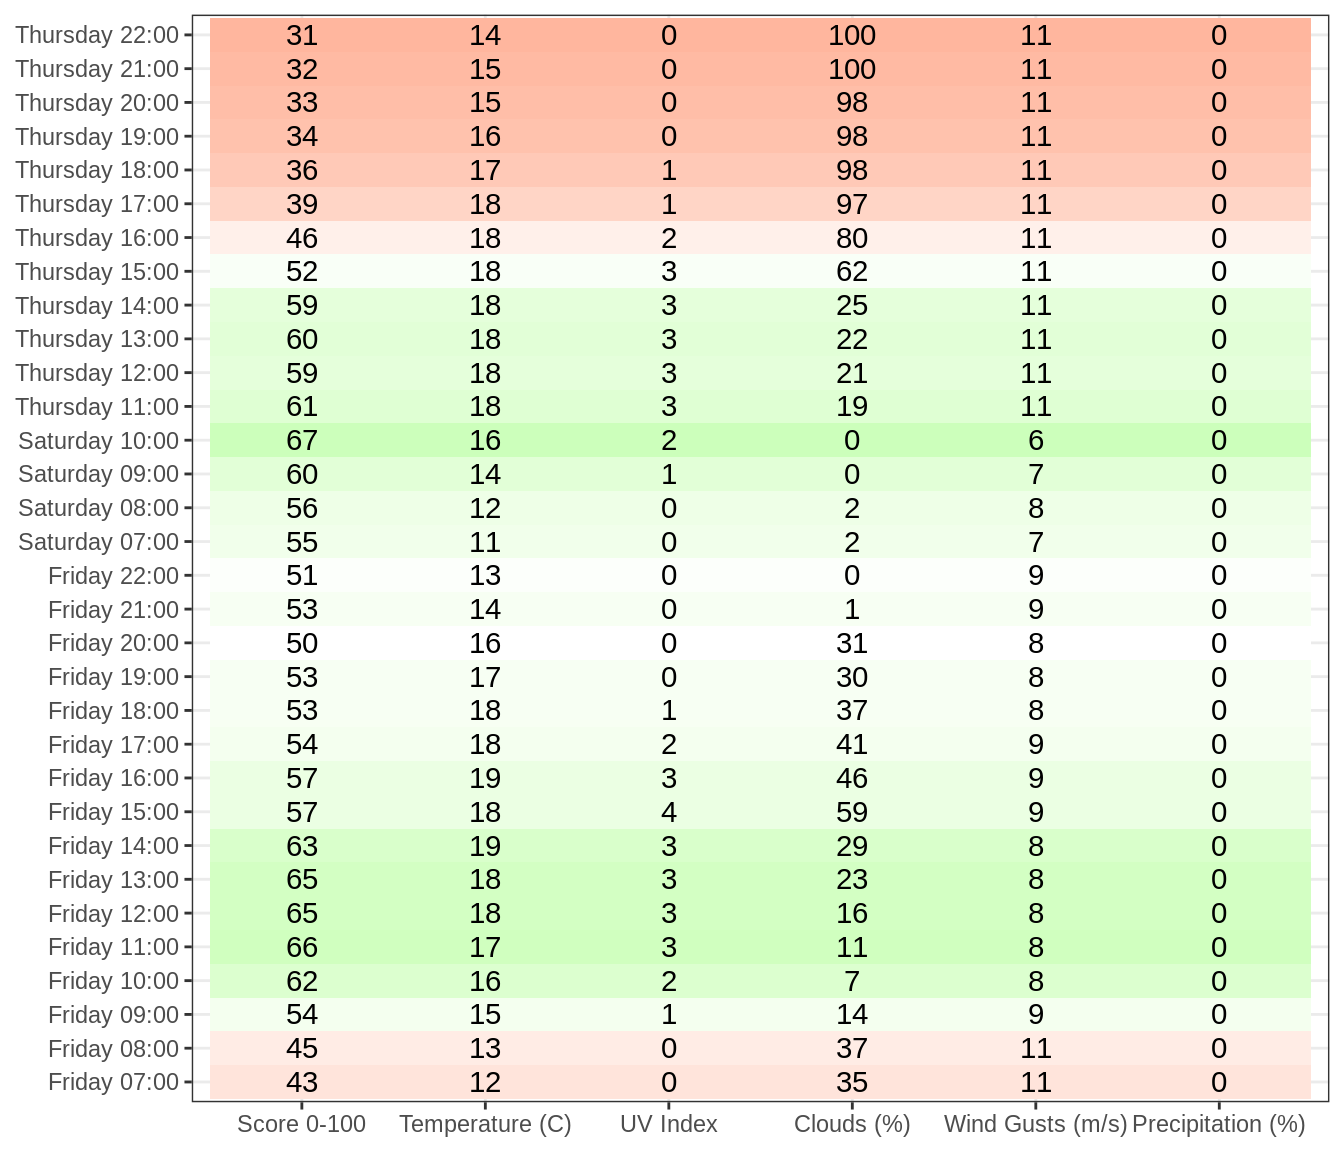 Thursday 22:00 31 14 0 100 11 0
Thursday 21:00 32 15 0 100 11 0
Thursday 20:00 33 15 0 98 11 0
Thursday 19:00 34 16 0 98 11 0
Thursday 18:00 36 17 1 98 11 0
Thursday 17:00 39 18 1 97 11 0
Thursday 16:00 46 18 2 80 11 0
Thursday 15:00 52 18 3 62 11 0
Thursday 14:00 59 18 3 25 11 0
Thursday 13:00 60 18 3 22 11 0
Thursday 12:00 59 18 3 21 11 0
Thursday 11:00 61 18 3 19 11 0
Saturday 10:00 67 16 2 0 6 0
Saturday 09:00 60 14 1 0 7 0
Saturday 08:00 56 12 0 2 8 0
Saturday 07:00 55 11 0 2 7 0
Friday 22:00 51 13 0 0 9 0
Friday 21:00 53 14 0 1 9 0
Friday 20:00 50 16 0 31 8 0
Friday 19:00 53 17 0 30 8 0
Friday 18:00 53 18 1 37 8 0
Friday 17:00 54 18 2 41 9 0
Friday 16:00 57 19 3 46 9 0
Friday 15:00 57 18 4 59 9 0
Friday 14:00 63 19 3 29 8 0
Friday 13:00 65 18 3 23 8 0
Friday 12:00 65 18 3 16 8 0
Friday 11:00 66 17 3 11 8 0
Friday 10:00 62 16 2 7 8 0
Friday 09:00 54 15 1 14 9 0
Friday 08:00 45 13 0 37 11 0
Friday 07:00 43 12 0 35 11 0
Score 0-100 Temperature (C) UV Index Clouds (%) Wind Gusts (m/s) Precipitation (%)